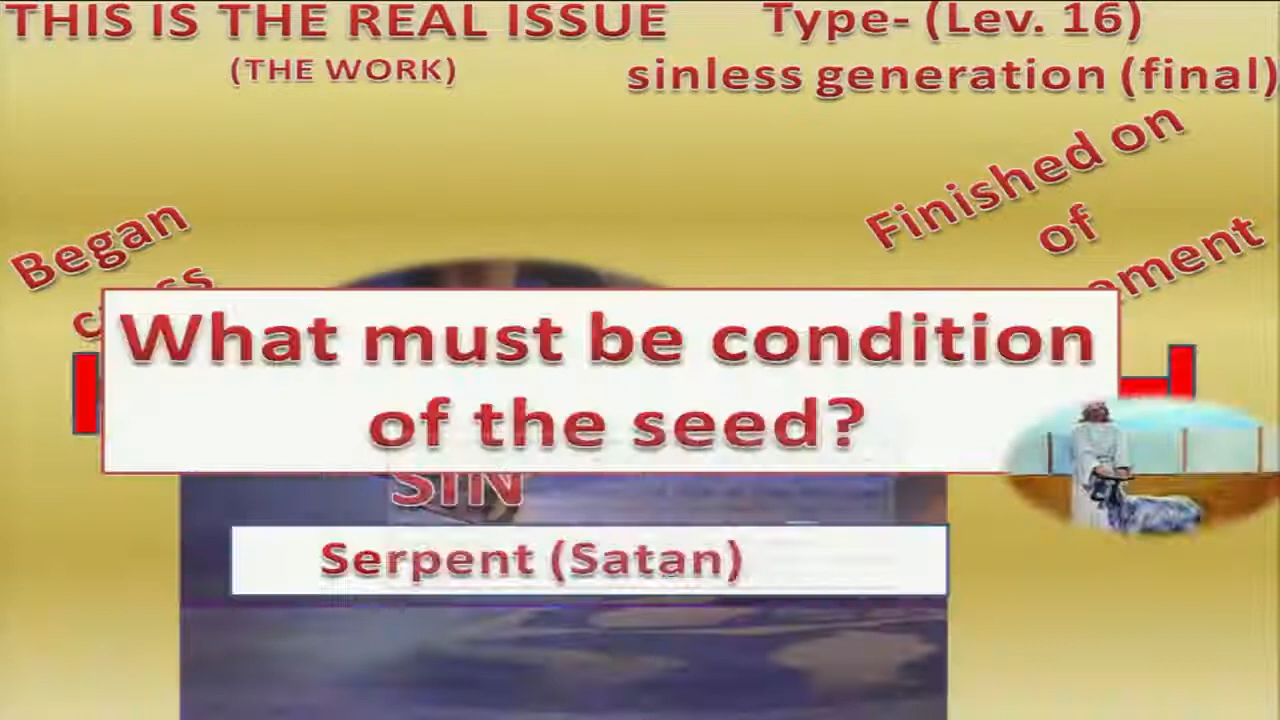 THIS IS THE REAL ISSUE
(THE WORK)
Type- (Lev. 16)
sinless generation (final)
Began
Finished on
of
What must be condition
of the seed?
SIN
Serpent (Satan)